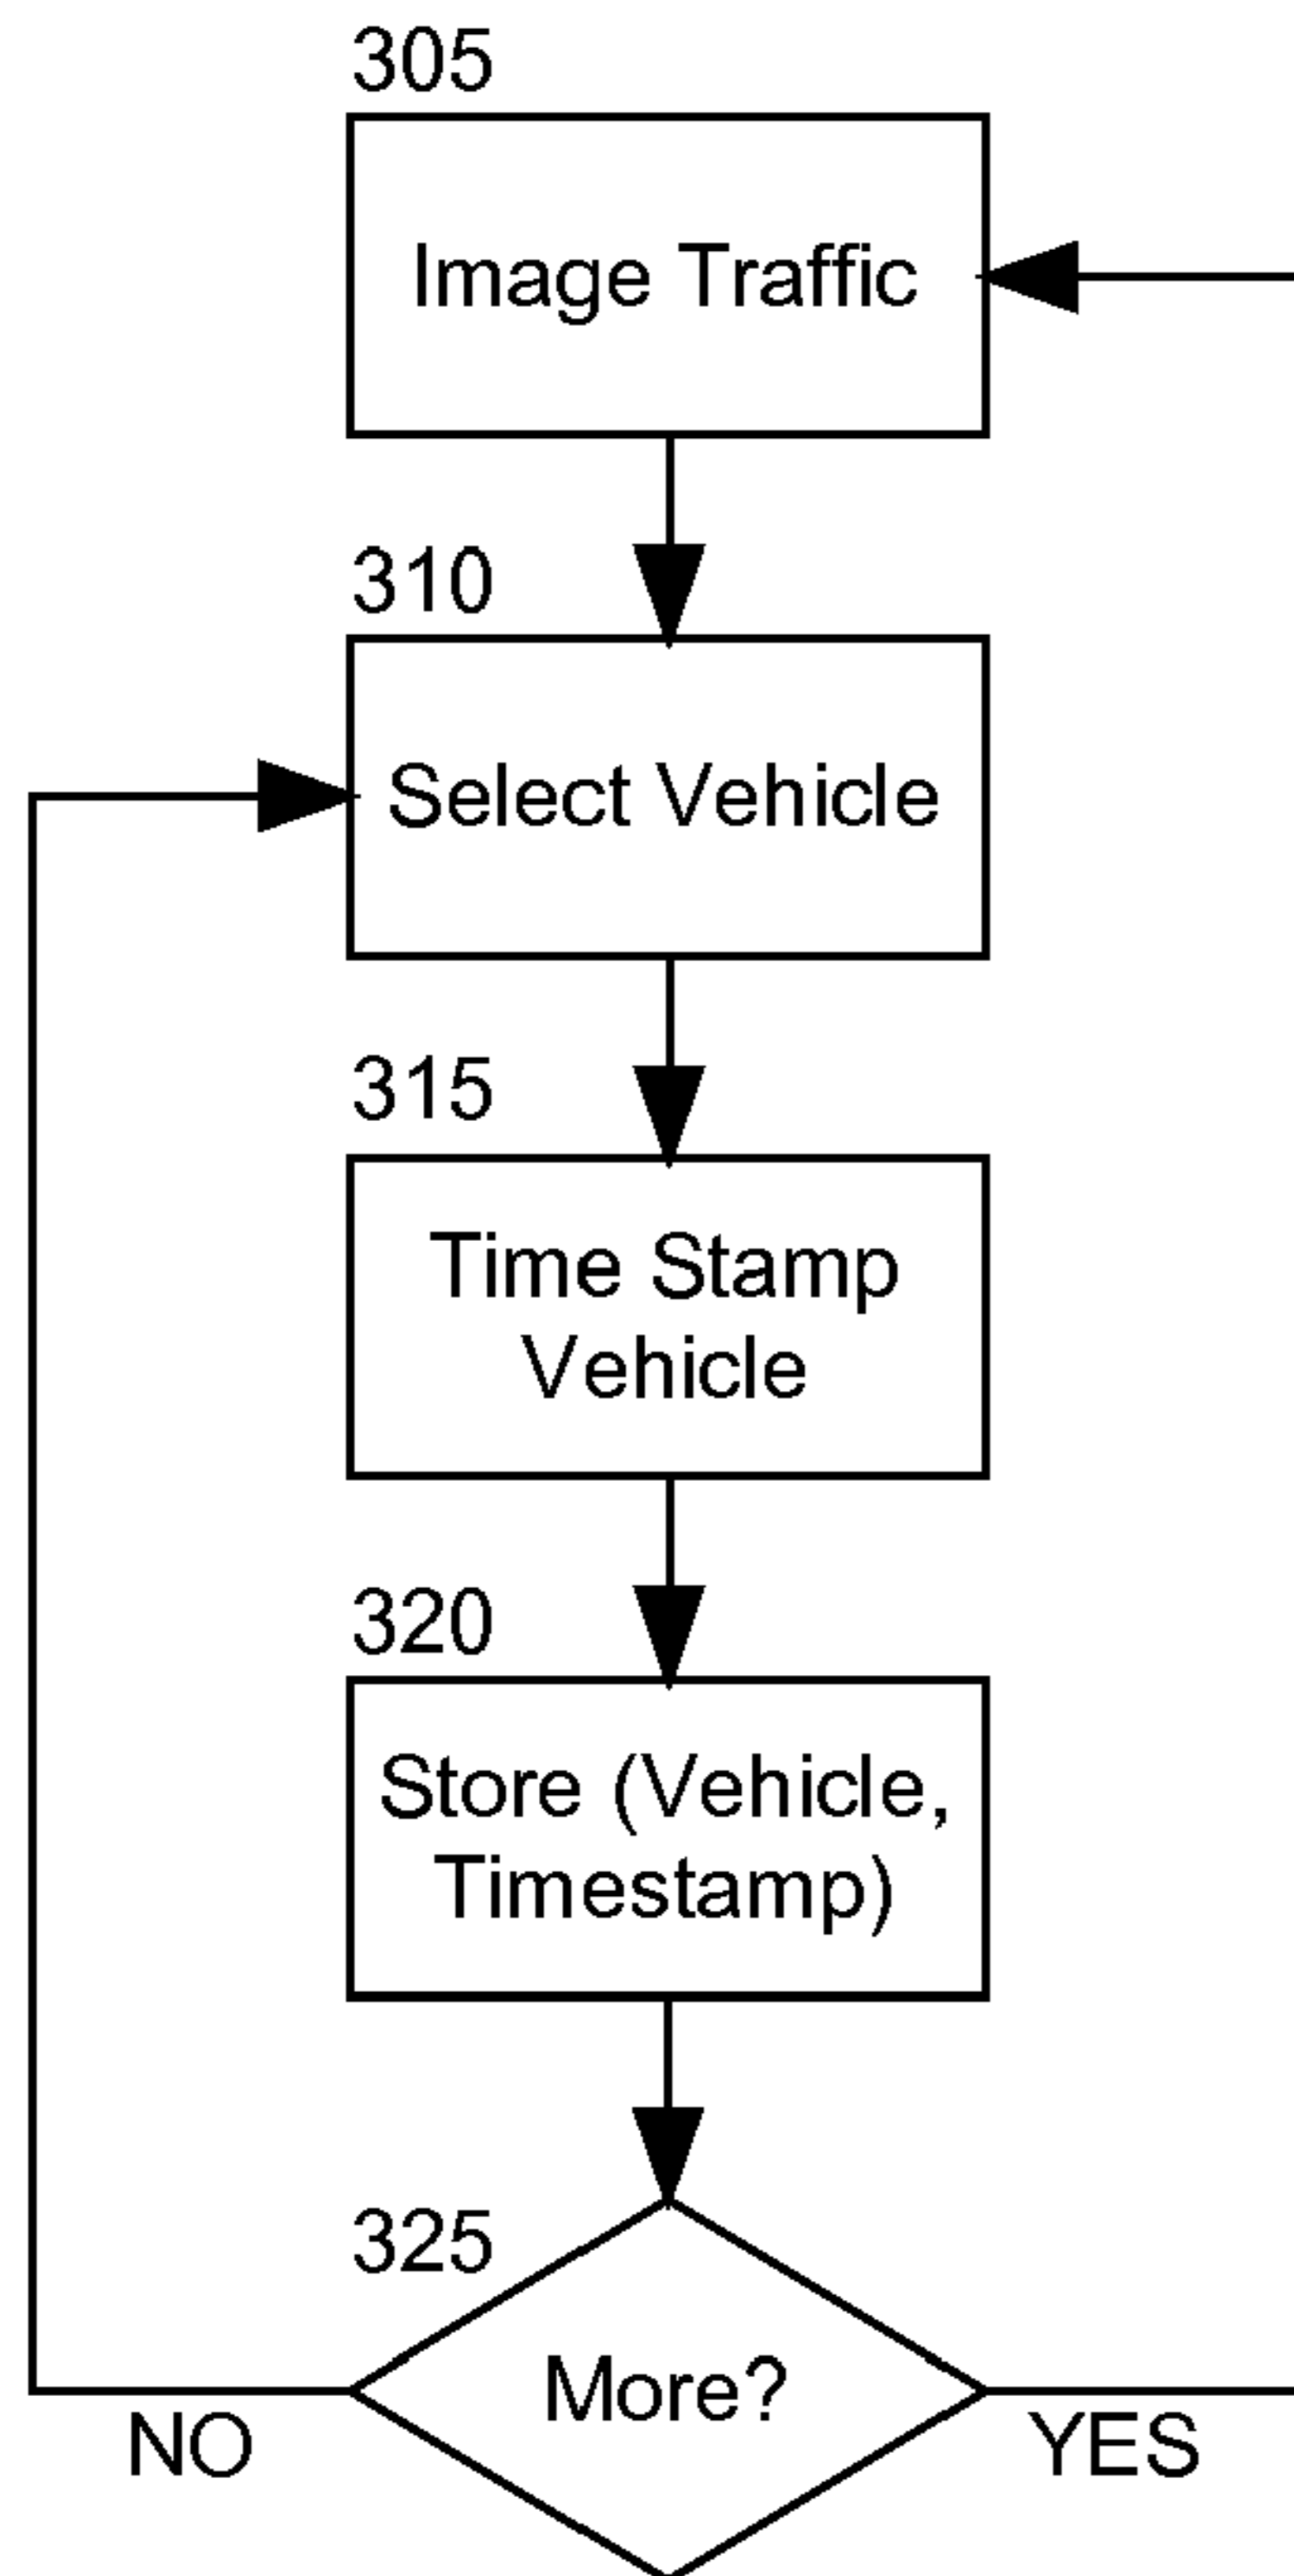 305
Image Traffic
310
Select Vehicle
315
Time Stamp
Vehicle
320
Store (Vehicle,
Timestamp)
325
More?
NO
YES